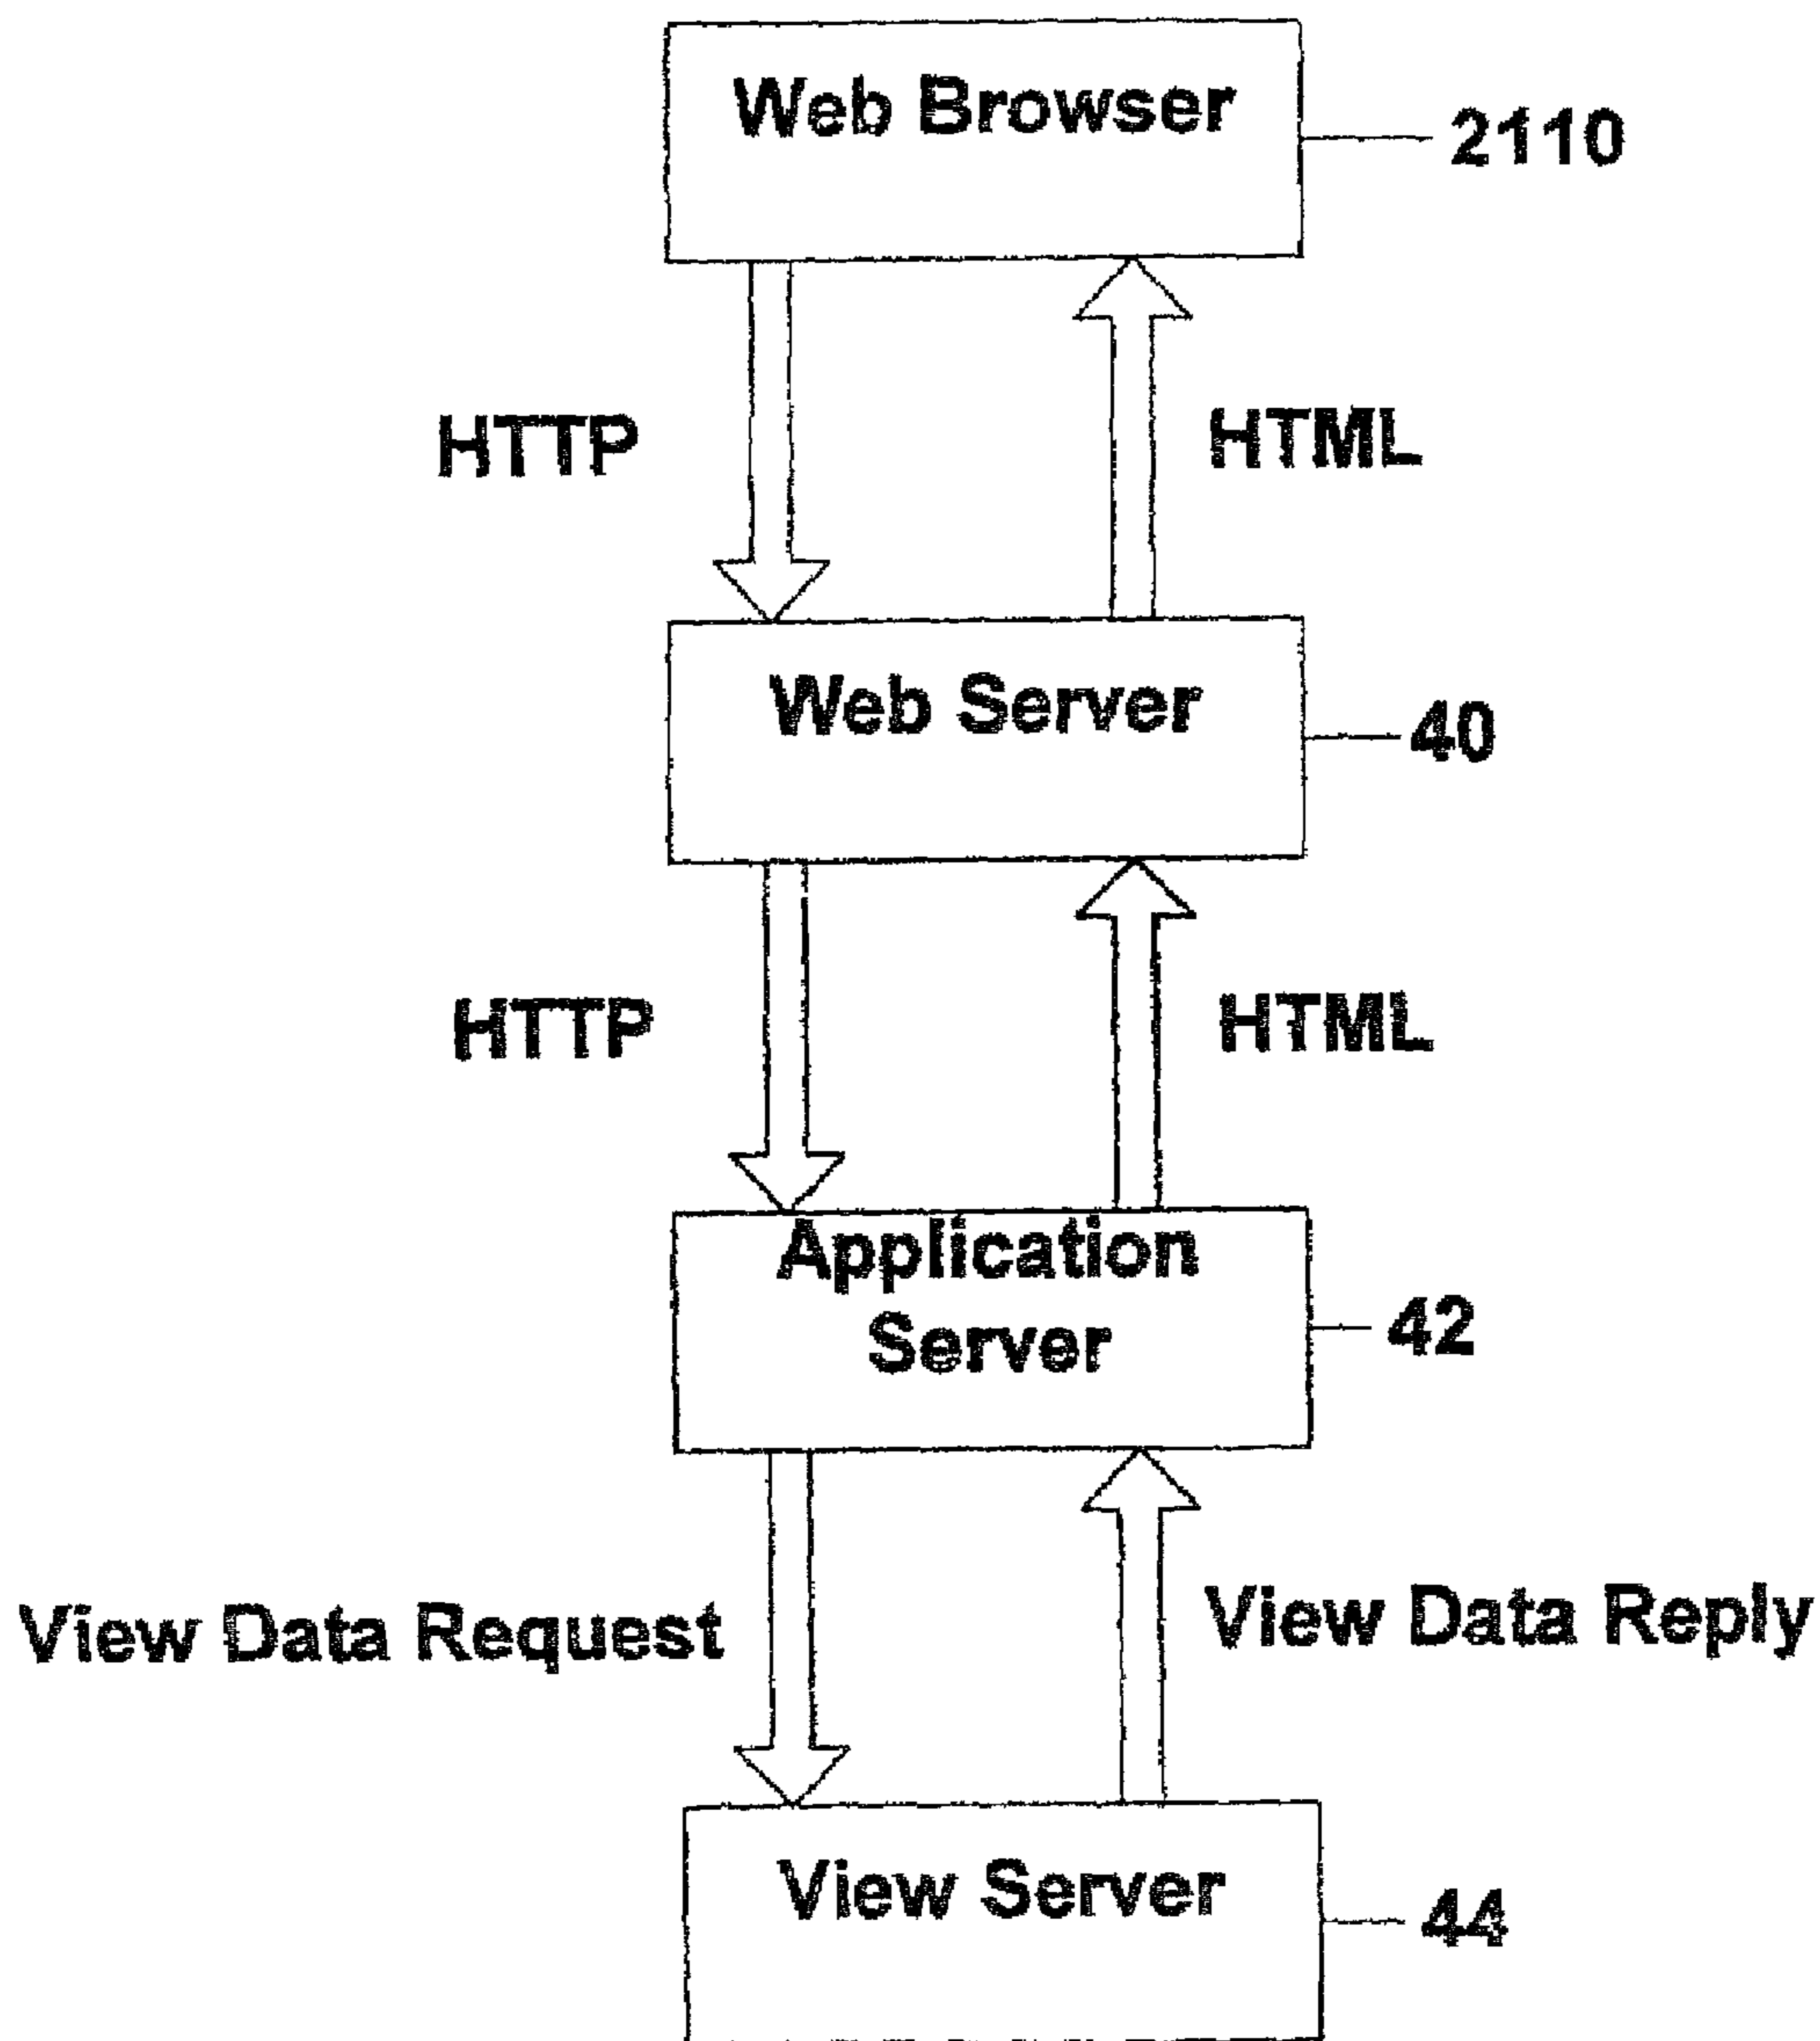 Web Browser
2110
HTTP
HTML
Web Server
40
HTTP
HTML
Application
Server
42
View Data Request
View Data Reply
View Server
44